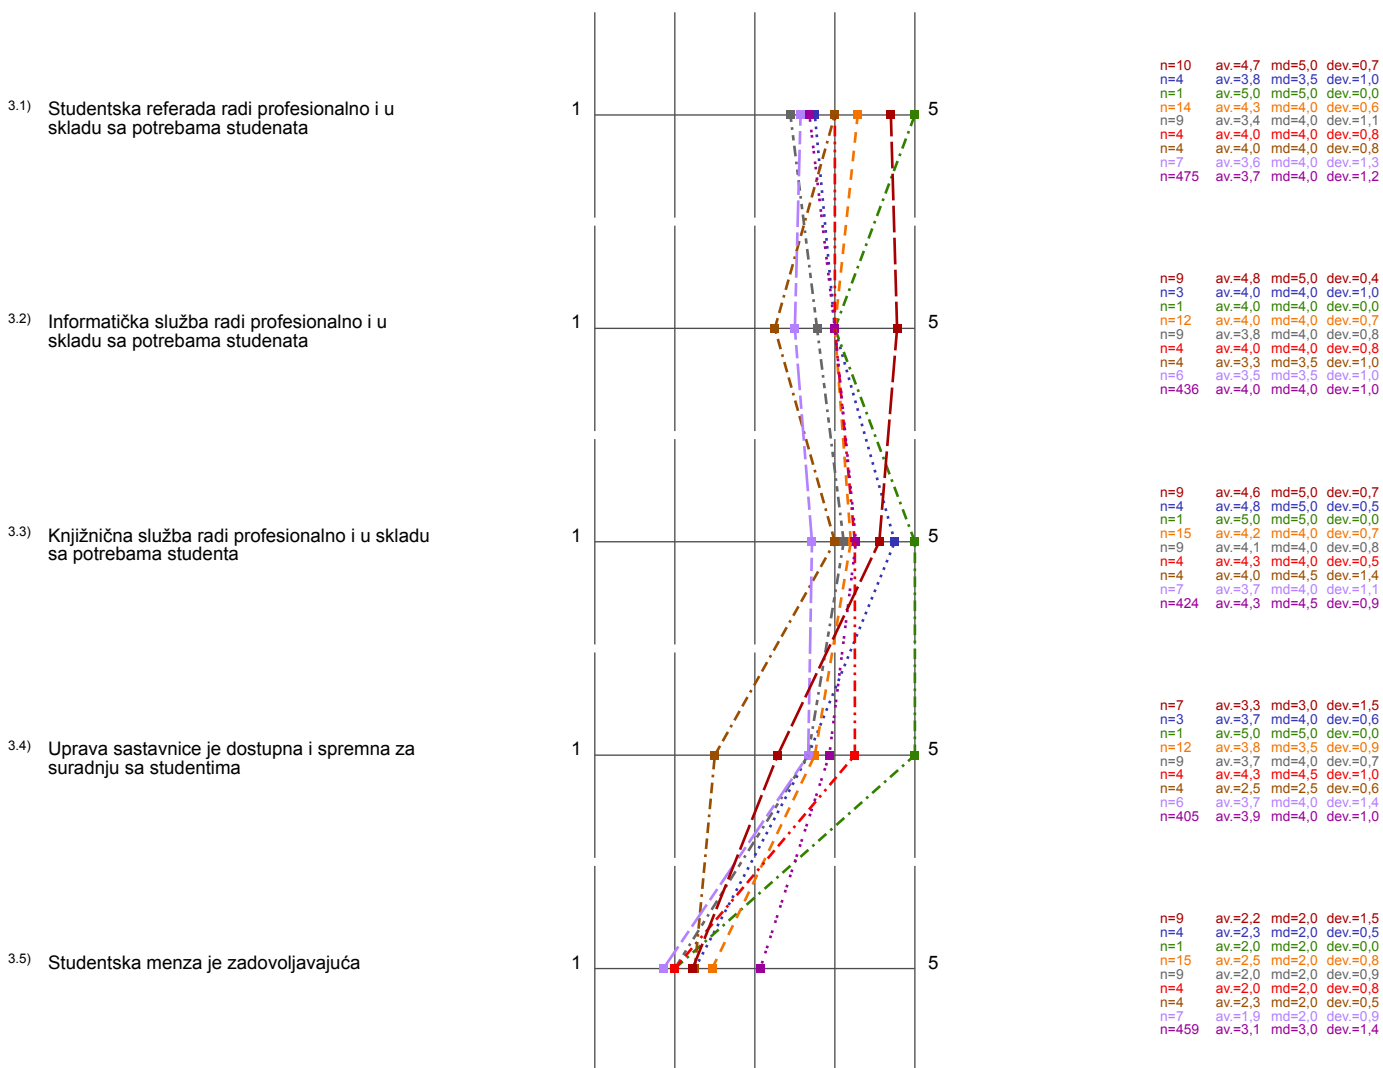 n=10 av.=4,7 md=5,0 dev.=0,7
n=4 av.=3,8 md=3,5 dev.=1,0
n=1 av.=5,0 md=5,0 dev.=0,0
n=14 av.=4,3 md=4,0 dev.=0,6
n=9 av.=3,4 md=4,0 dev.=1,1
n=4 av.=4,0 md=4,0 dev.=0,8
n=4 av.=4,0 md=4,0 dev.=0,8
n=7 av.=3,6 md=4,0 dev.=1,3
n=475 av.=3,7 md=4,0 dev.=1,2
3.1) Studentska referada radi profesionalno i u 1 5
skladu sa potrebama studenata
n=9 av.=4,8 md=5,0 dev.=0,4
n=3 av.=4,0 md=4,0 dev.=1,0
n=1 av.=4,0 md=4,0 dev.=0,0
n=12 av.=4,0 md=4,0 dev.=0,7
n=9 av.=3,8 md=4,0 dev.=0,8
n=4 av.=4,0 md=4,0 dev.=0,8
n=4 av.=3,3 md=3,5 dev.=1,0
n=6 av.=3,5 md=3,5 dev.=1,0
n=436 av.=4,0 md=4,0 dev.=1,0
3.2) Informatička služba radi profesionalno i u 1 5
skladu sa potrebama studenata
n=9 av.=4,6 md=5,0 dev.=0,7
n=4 av.=4,8 md=5,0 dev.=0,5
n=1 av.=5,0 md=5,0 dev.=0,0
n=15 av.=4,2 md=4,0 dev.=0,7
n=9 av.=4,1 md=4,0 dev.=0,8
n=4 av.=4,3 md=4,0 dev.=0,5
n=4 av.=4,0 md=4,5 dev.=1,4
n=7 av.=3,7 md=4,0 dev.=1,1
n=424 av.=4,3 md=4,5 dev.=0,9
3.3) Knjižnična služba radi profesionalno i u skladu 1 5
sa potrebama studenta
n=7 av.=3,3 md=3,0 dev.=1,5
n=3 av.=3,7 md=4,0 dev.=0,6
n=1 av.=5,0 md=5,0 dev.=0,0
n=12 av.=3,8 md=3,5 dev.=0,9
n=9 av.=3,7 md=4,0 dev.=0,7
n=4 av.=4,3 md=4,5 dev.=1,0
n=4 av.=2,5 md=2,5 dev.=0,6
n=6 av.=3,7 md=4,0 dev.=1,4
n=405 av.=3,9 md=4,0 dev.=1,0
3.4) Uprava sastavnice je dostupna i spremna za 1 5
suradnju sa studentima
n=9 av.=2,2 md=2,0 dev.=1,5
n=4 av.=2,3 md=2,0 dev.=0,5
n=1 av.=2,0 md=2,0 dev.=0,0
n=15 av.=2,5 md=2,0 dev.=0,8
n=9 av.=2,0 md=2,0 dev.=0,9
n=4 av.=2,0 md=2,0 dev.=0,8
n=4 av.=2,3 md=2,0 dev.=0,5
n=7 av.=1,9 md=2,0 dev.=0,9
n=459 av.=3,1 md=3,0 dev.=1,4
3.5) Studentska menza je zadovoljavajuća 1 5